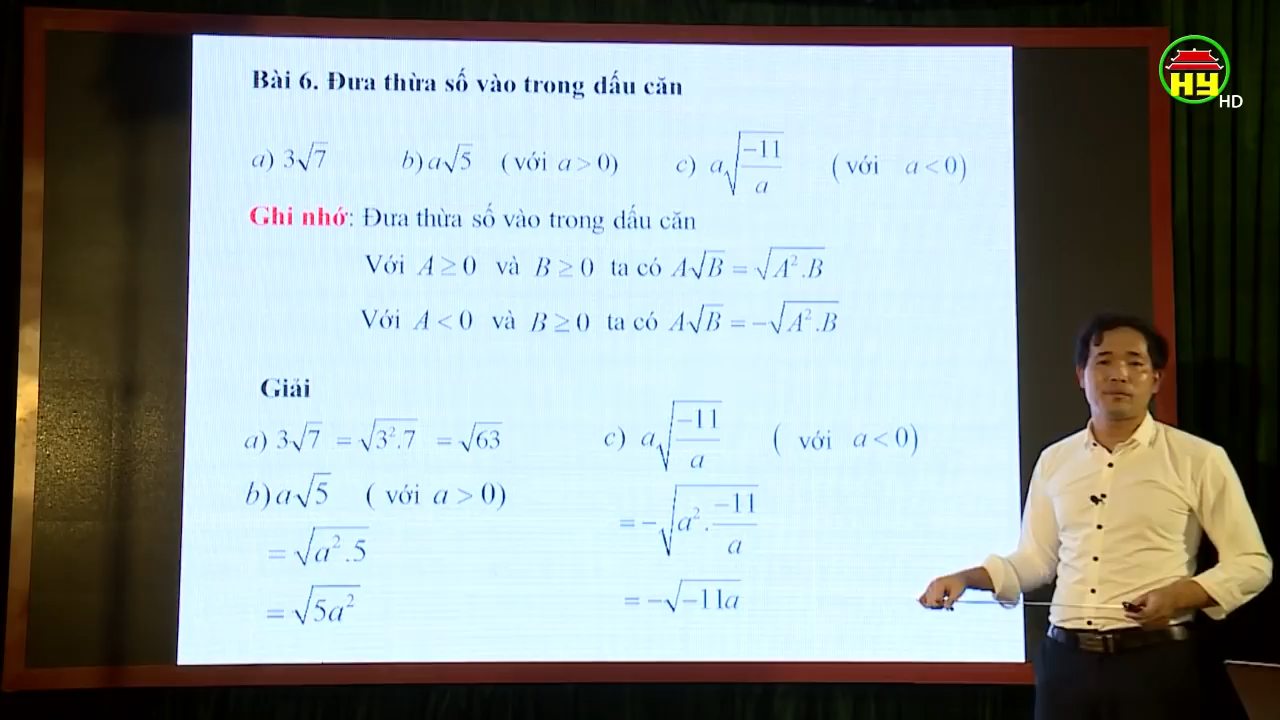 Bài 6. Đưa thừa số vào trong dấu căn
a) 3√7 b) a√5 (với a > 0) c) a√(-11/a) (với a < 0)
Ghi nhớ: Đưa thừa số vào trong dấu căn
Với A ≥ 0 và B ≥ 0 ta có A√B = √(A².B)
Với A < 0 và B ≥ 0 ta có A√B = -√(A².B)
Giải
a) 3√7 = √(3².7) = √63
b) a√5 (với a > 0)
= √(a².5)
= √(5a²)
c) a√(-11/a) (với a < 0)
= -√(a².(-11/a))
= -√(-11a)
HY
HD